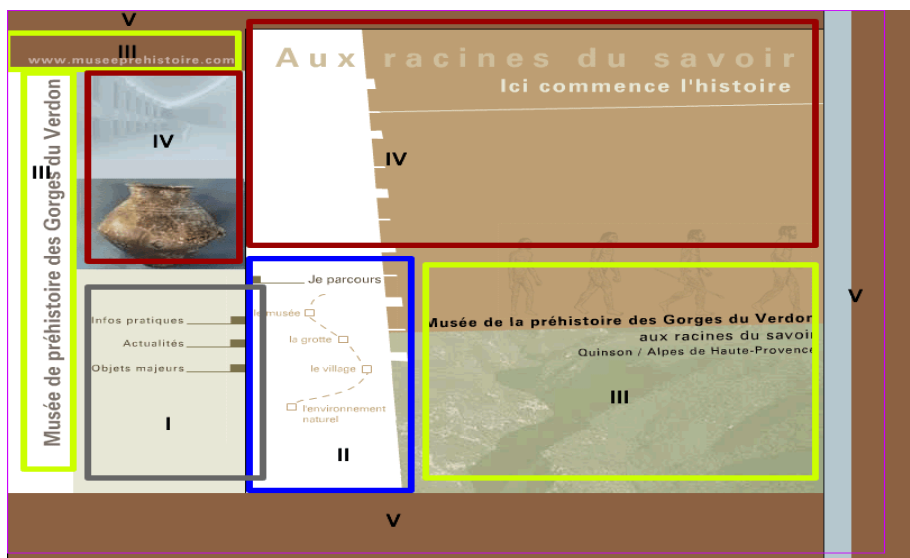 V
III
www.museeprehistoire.com
Aux racines du savoir
Ici commence l'histoire
Musée de préhistoire des Gorges du Verdon
III
IV
IV
Je parcours
le musée
la grotte
le village
l'environnement
naturel
II
Infos pratiques
Actualités
Objets majeurs
I
Musée de la préhistoire des Gorges du Verdon
aux racines du savoir
Quinson / Alpes de Haute-Provence
III
V
V